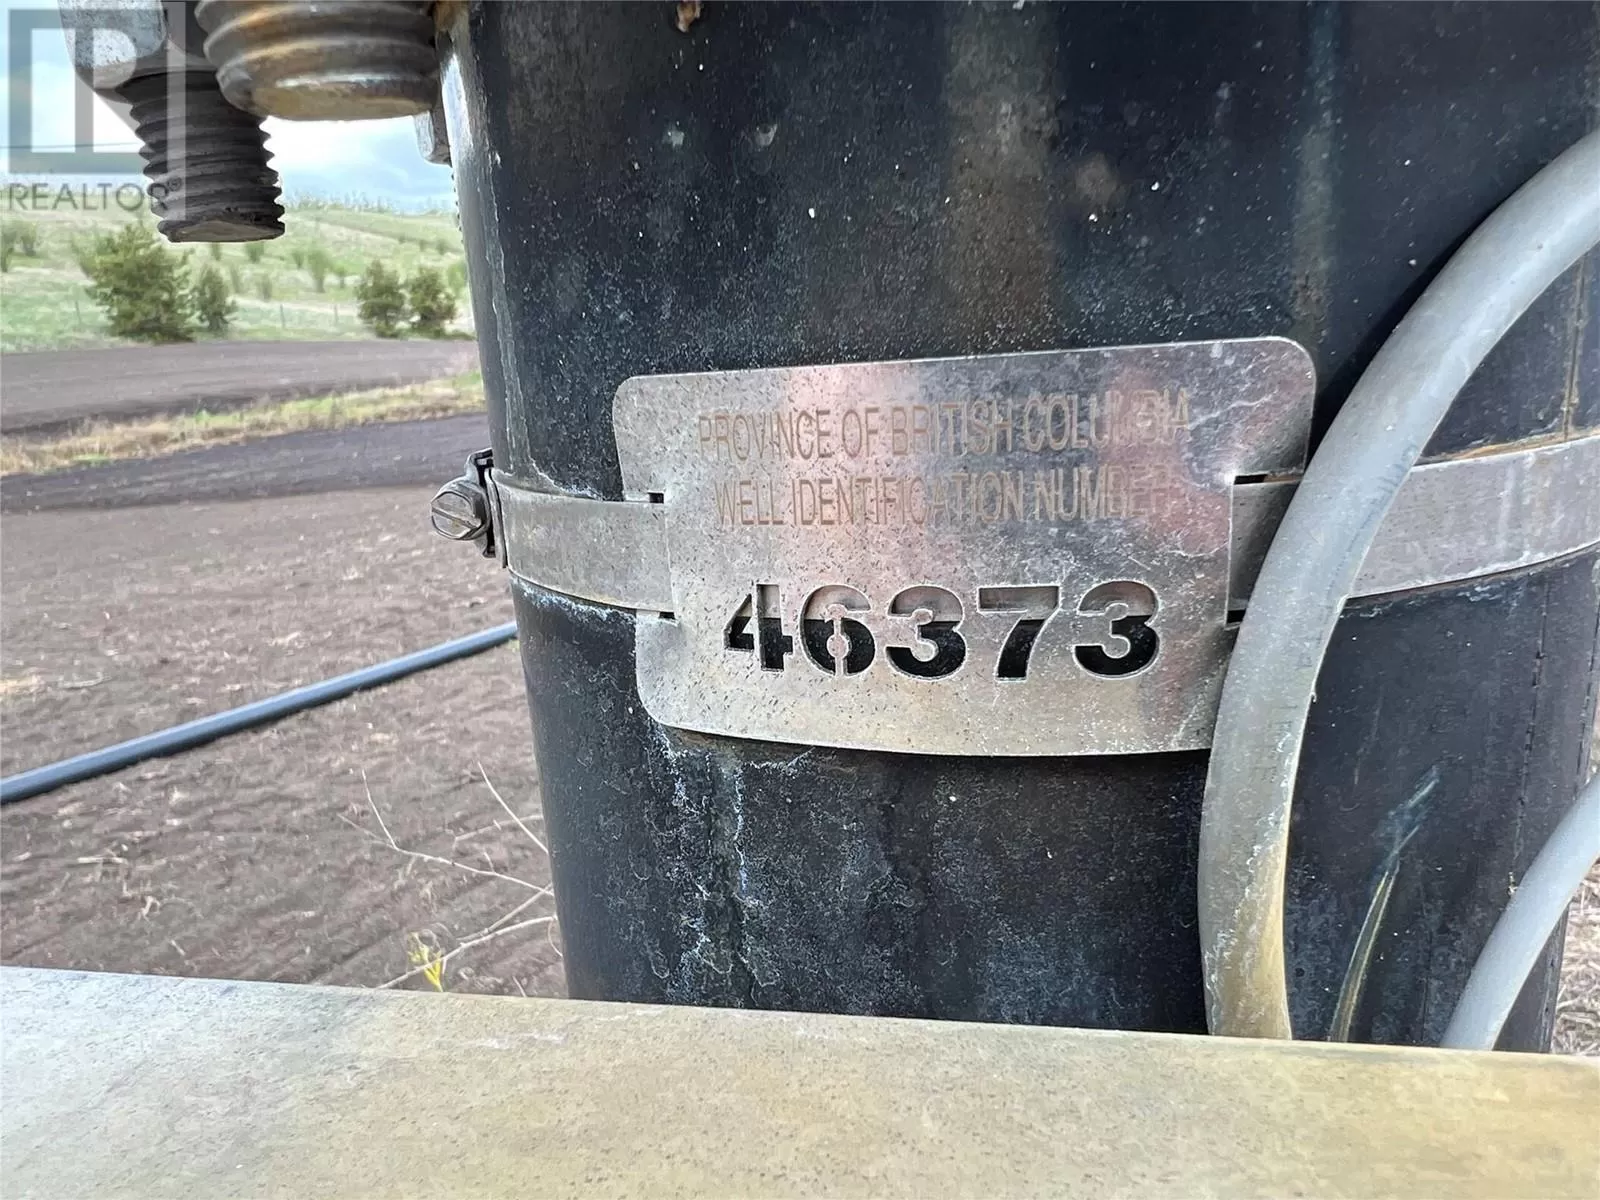 REALTOR®
PROVINCE OF BRITISH COLUMBIA
WELL IDENTIFICATION NUMBER
46373